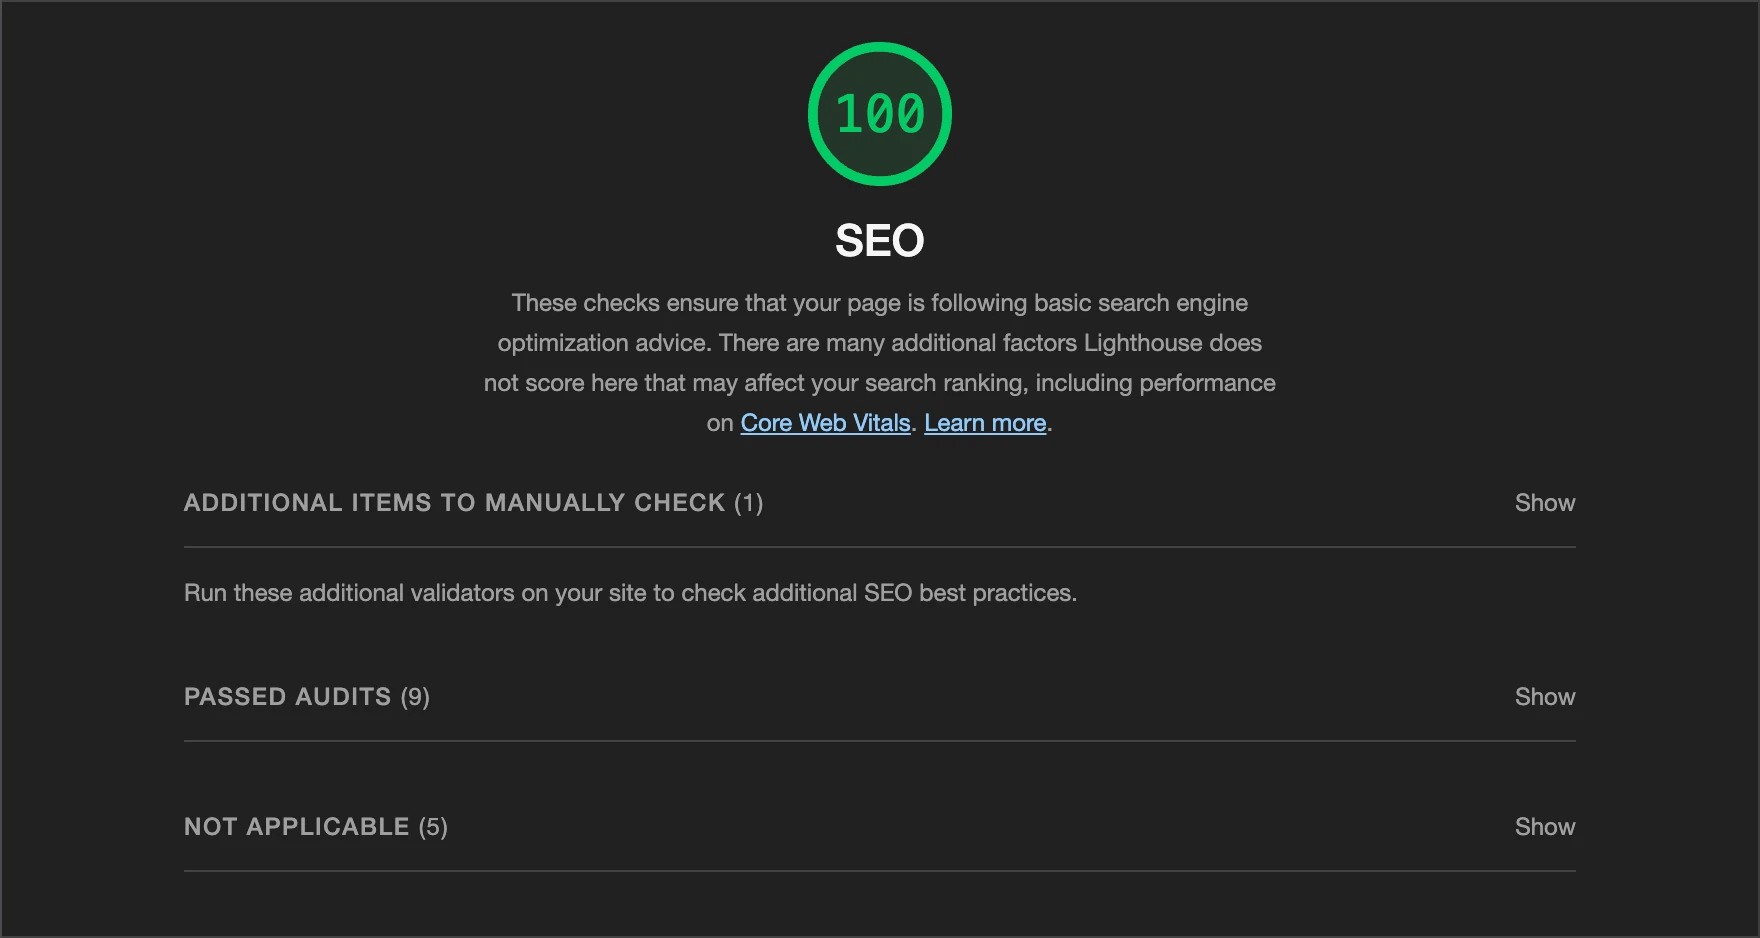 100
SEO
These checks ensure that your page is following basic search engine
optimization advice. There are many additional factors Lighthouse does
not score here that may affect your search ranking, including performance
on Core Web Vitals. Learn more.
ADDITIONAL ITEMS TO MANUALLY CHECK (1) Show
Run these additional validators on your site to check additional SEO best practices.
PASSED AUDITS (9) Show
NOT APPLICABLE (5) Show